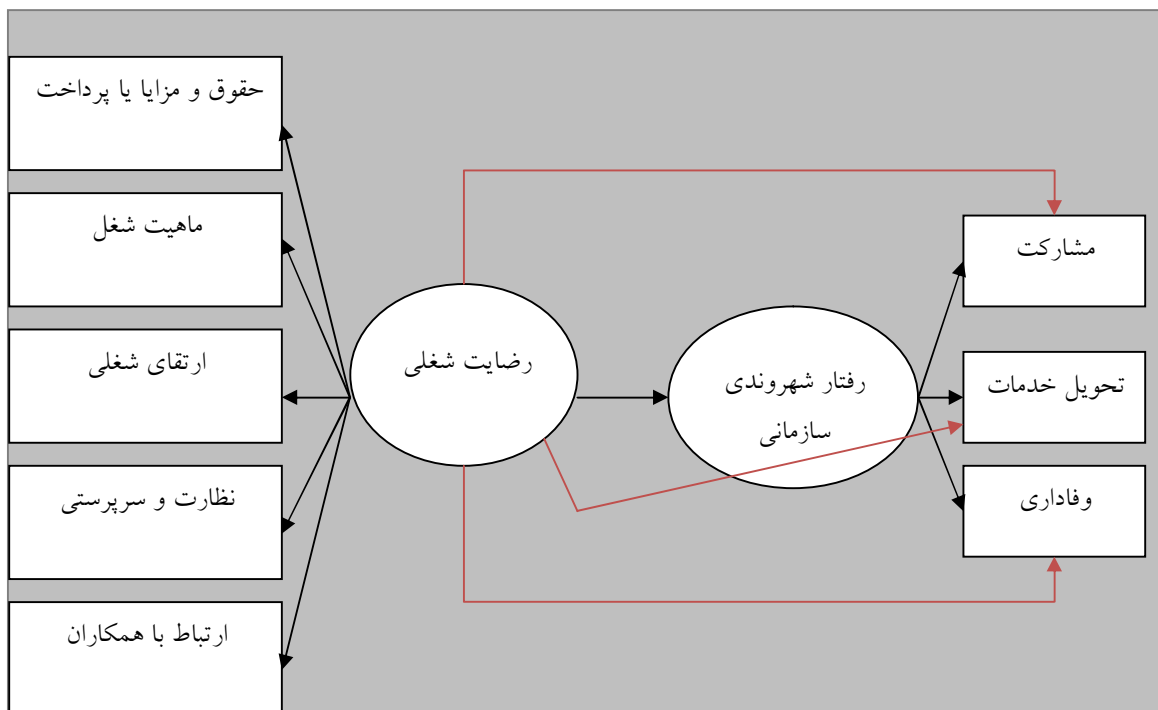 حقوق و مزایا یا پرداخت
ماهیت شغل
ارتقای شغلی
نظارت و سرپرستی
ارتباط با همکاران
رضایت شغلی
رفتار شهروندی
سازمانی
مشارکت
تحویل خدمات
وفاداری